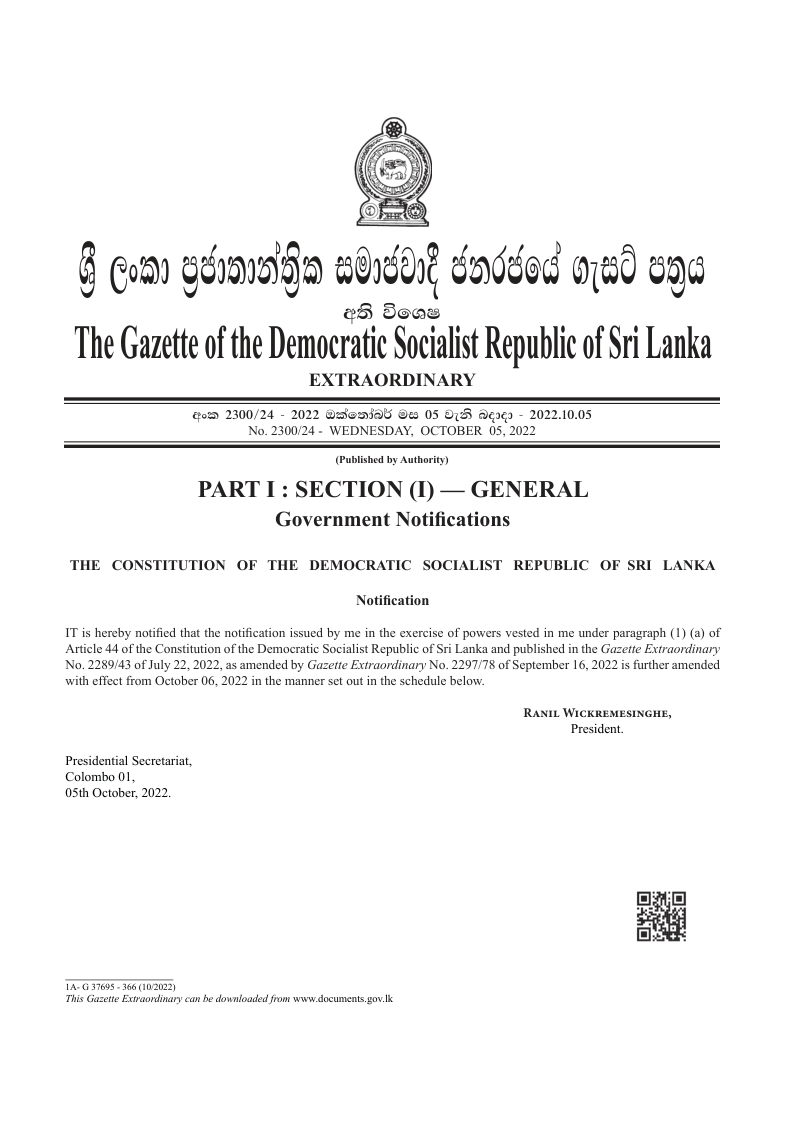 ශ්‍රී ලංකා ප්‍රජාතාන්ත්‍රික සමාජවාදී ජනරජයේ ගැසට් පත්‍රය
අති විශෙෂ
The Gazette of the Democratic Socialist Republic of Sri Lanka
EXTRAORDINARY
අංක 2300/24 - 2022 ඔක්තෝබර් මස 05 වැනි බදාදා - 2022.10.05
No. 2300/24 - WEDNESDAY, OCTOBER 05, 2022
(Published by Authority)
PART I : SECTION (I) — GENERAL
Government Notifications
THE CONSTITUTION OF THE DEMOCRATIC SOCIALIST REPUBLIC OF SRI LANKA
Notification
IT is hereby notified that the notification issued by me in the exercise of powers vested in me under paragraph (1) (a) of
Article 44 of the Constitution of the Democratic Socialist Republic of Sri Lanka and published in the Gazette Extraordinary
No. 2289/43 of July 22, 2022, as amended by Gazette Extraordinary No. 2297/78 of September 16, 2022 is further amended
with effect from October 06, 2022 in the manner set out in the schedule below.
RANIL WICKREMESINGHE,
President.
Presidential Secretariat,
Colombo 01,
05th October, 2022.
1A- G 37695 - 366 (10/2022)
This Gazette Extraordinary can be downloaded from www.documents.gov.lk